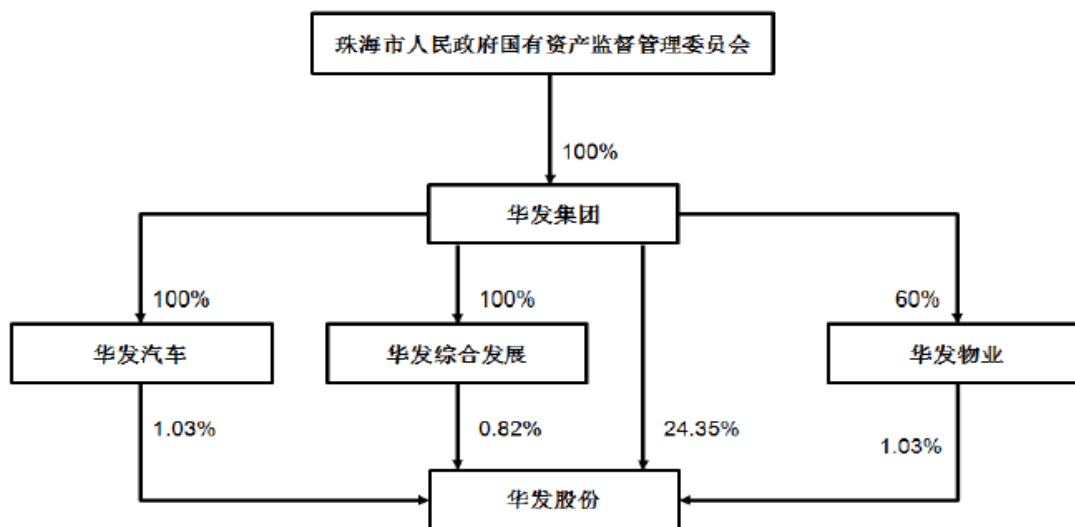 珠海市人民政府国有资产监督管理委员会
100%
华发集团
100%
100%
60%
华发汽车
华发综合发展
华发物业
1.03%
0.82%
24.35%
1.03%
华发股份